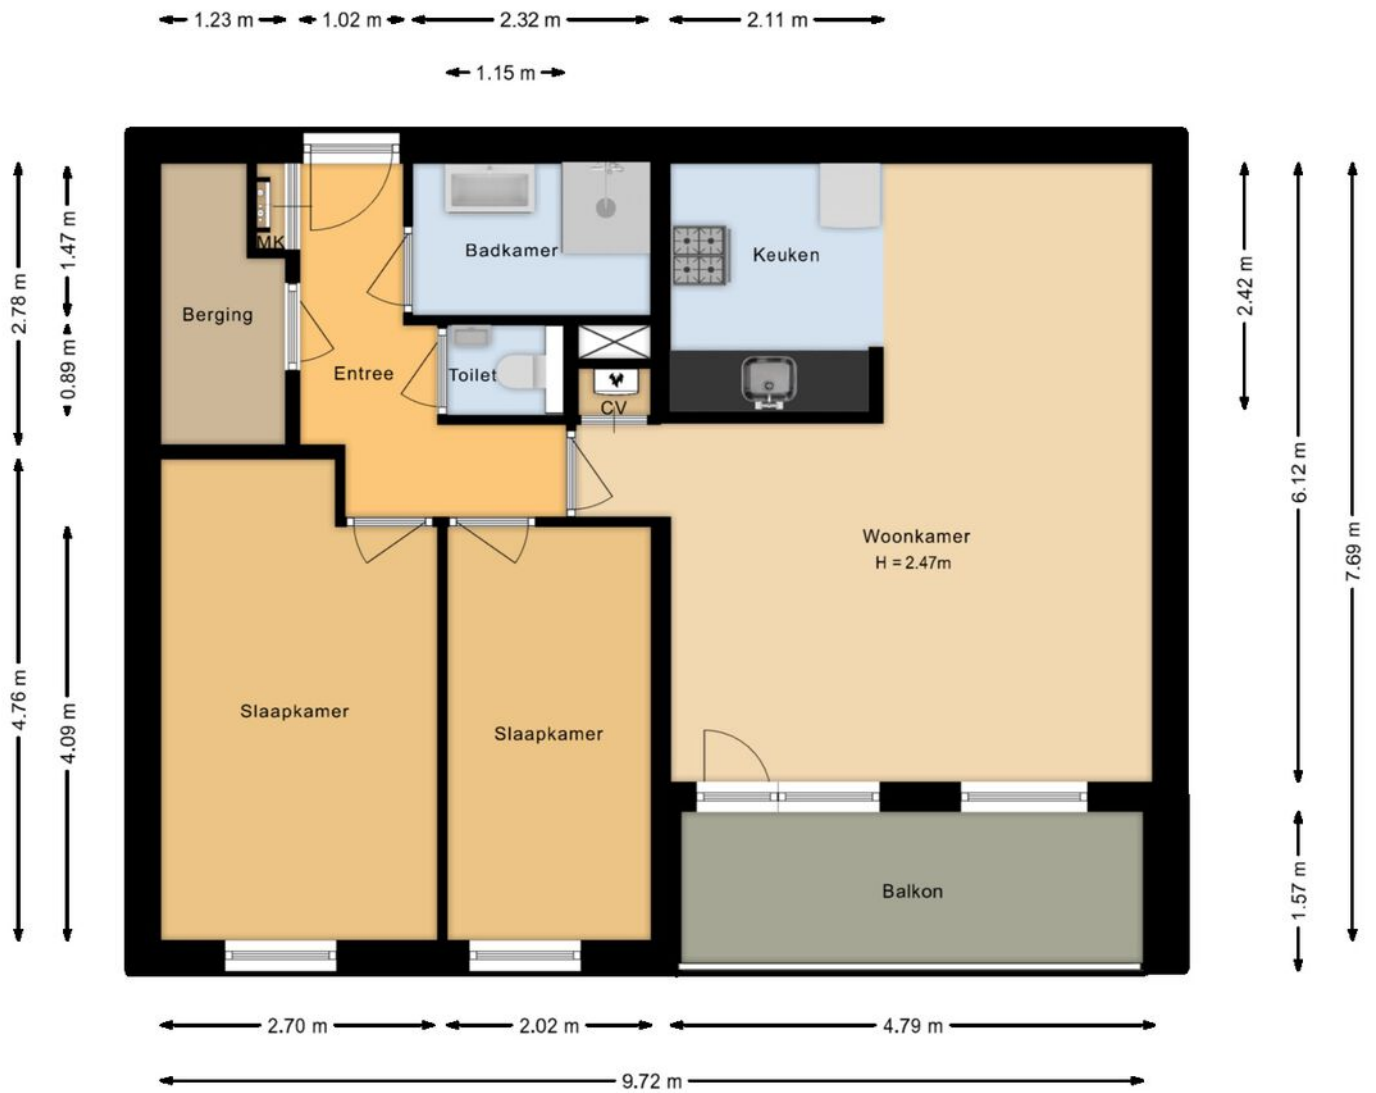 1.23 m 1.02 m 2.32 m 2.11 m
1.15 m
2.78 m
1.47 m
0.89 m
4.76 m
4.09 m
MK
Badkamer
Keuken
Berging
Entree
Toilet
CV
Woonkamer
H = 2.47m
Slaapkamer
Slaapkamer
Balkon
2.42 m
6.12 m
7.69 m
1.57 m
2.70 m 2.02 m 4.79 m
9.72 m